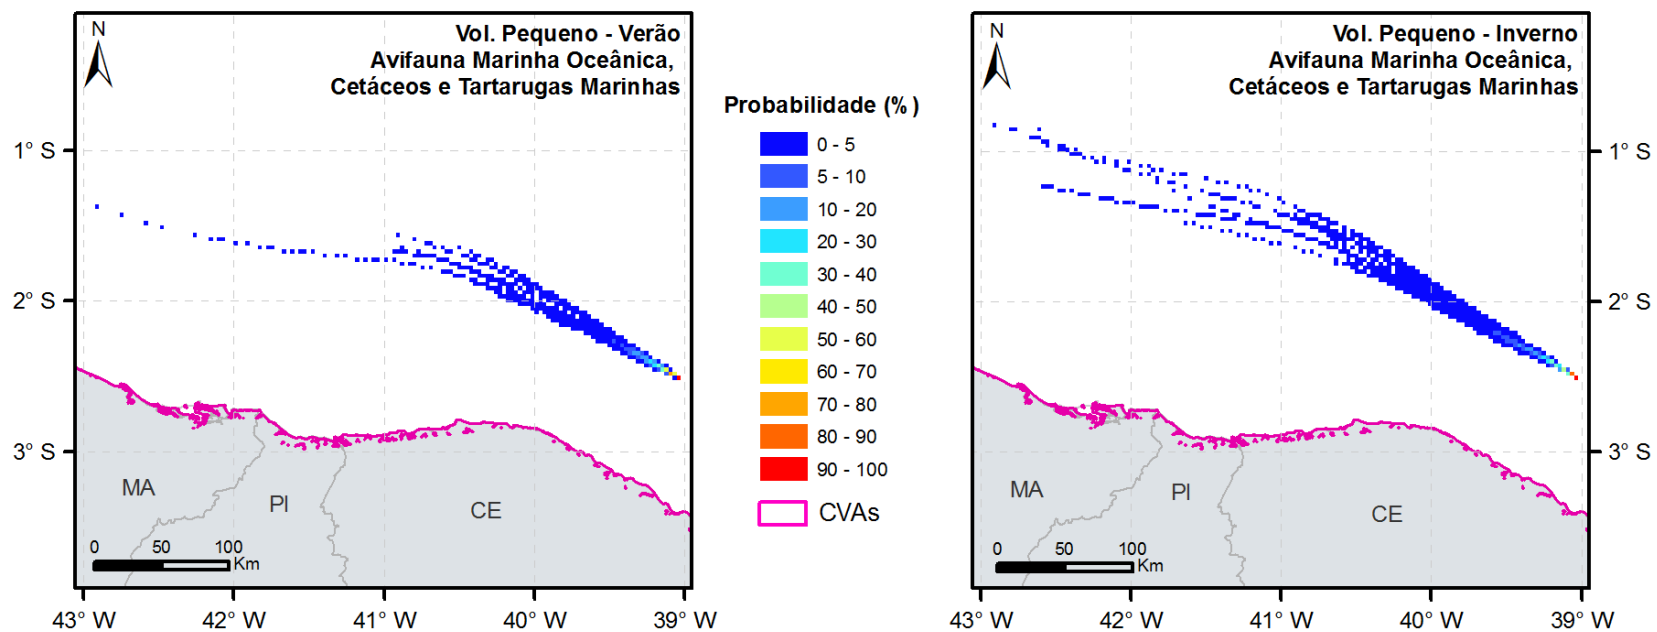 N
Vol. Pequeno - Verão
Avifauna Marinha Oceânica,
Cetáceos e Tartarugas Marinhas
1° S
2° S
3° S
MA
PI
CE
0 50 100
Km
43° W 42° W 41° W 40° W 39° W
Probabilidade (%)
0 - 5
5 - 10
10 - 20
20 - 30
30 - 40
40 - 50
50 - 60
60 - 70
70 - 80
80 - 90
90 - 100
CVAs
N
Vol. Pequeno - Inverno
Avifauna Marinha Oceânica,
Cetáceos e Tartarugas Marinhas
1° S
2° S
3° S
MA
PI
CE
0 50 100
Km
43° W 42° W 41° W 40° W 39° W